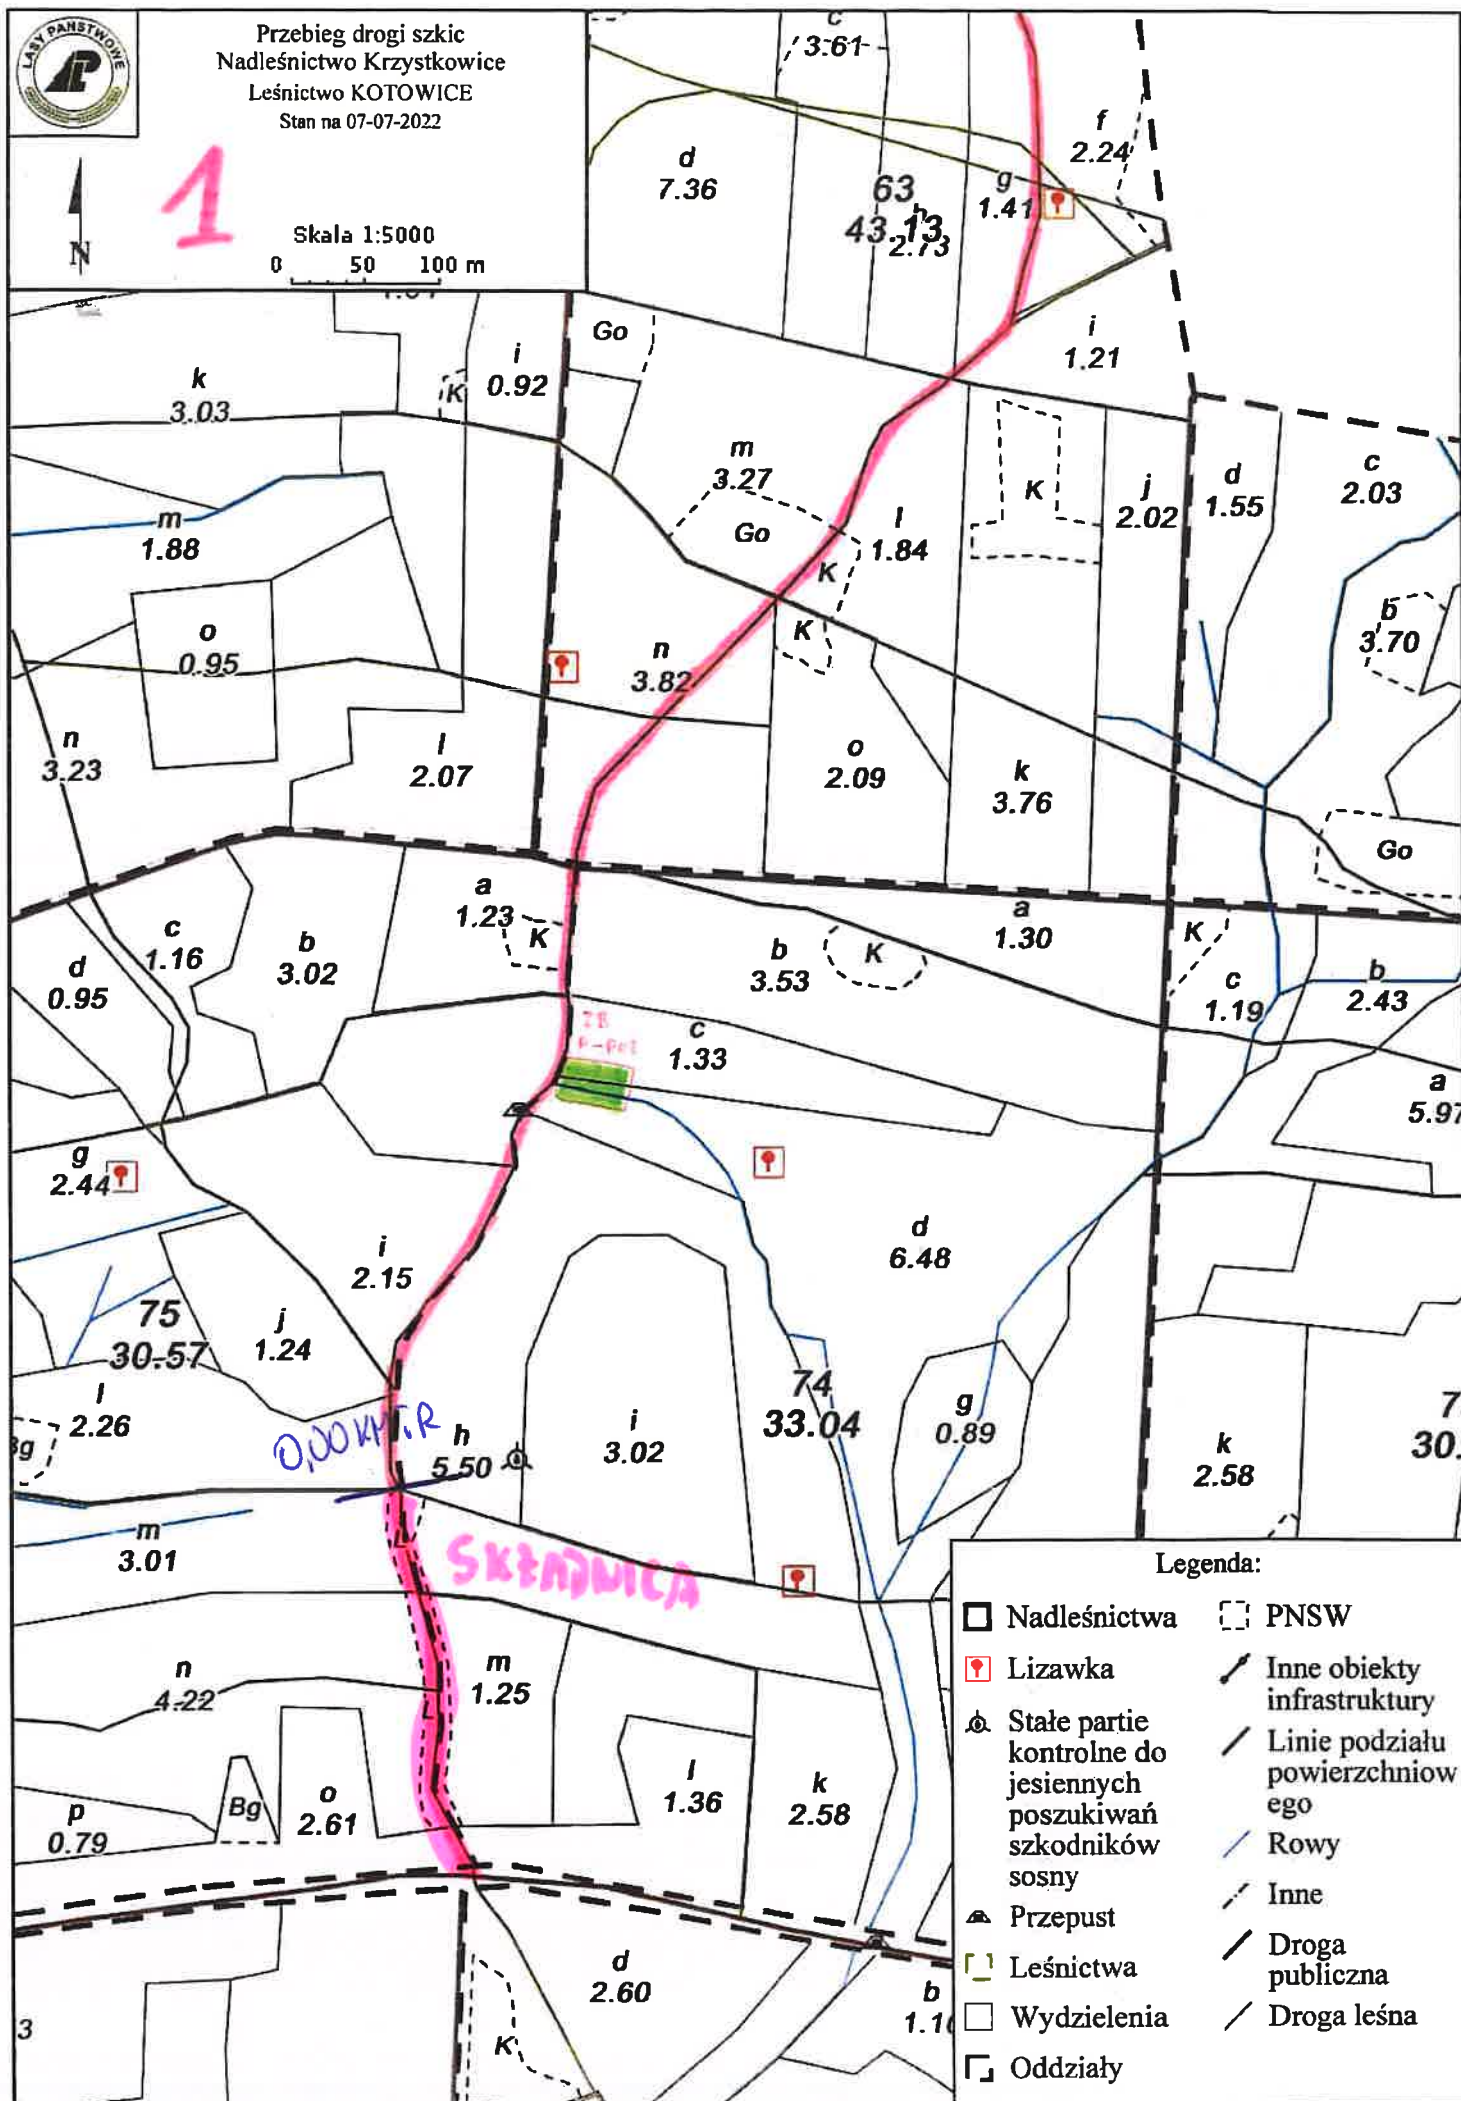 LASY PAŃSTWOWE
Przebieg drogi szkic
Nadleśnictwo Krzystkowice
Leśnictwo KOTOWICE
Stan na 07-07-2022
1
N
Skala 1:5000
0 50 100 m
c
3.61
f
2.24
d
7.36
63
43.13
h
2.73
g
1.41
i
1.21
Go
i
0.92
K
k
3.03
m
3.27
Go
K
l
1.84
K
j
2.02
d
1.55
c
2.03
m
1.88
b
3.70
o
0.95
n
3.82
K
n
3.23
l
2.07
o
2.09
k
3.76
Go
a
1.23
K
c
1.16
b
3.02
d
0.95
b
3.53
K
a
1.30
K
c
1.19
b
2.43
c
1.33
a
5.97
g
2.44
i
2.15
d
6.48
75
30.57
j
1.24
l
2.26
Bg
0,00 KM
h
5.50
i
3.02
74
33.04
g
0.89
k
2.58
7
30.
m
3.01
SKŁADNICA
n
4.22
m
1.25
p
0.79
Bg
o
2.61
l
1.36
k
2.58
d
2.60
K
b
3
Legenda:
Nadleśnictwa
Lizawka
Stałe partie
kontrolne do
jesiennych
poszukiwań
szkodników
sosny
Przepust
Leśnictwa
Wydzielenia
Oddziały
PNSW
Inne obiekty
infrastruktury
Linie podziału
powierzchniow
ego
Rowy
Inne
Droga
publiczna
Droga leśna